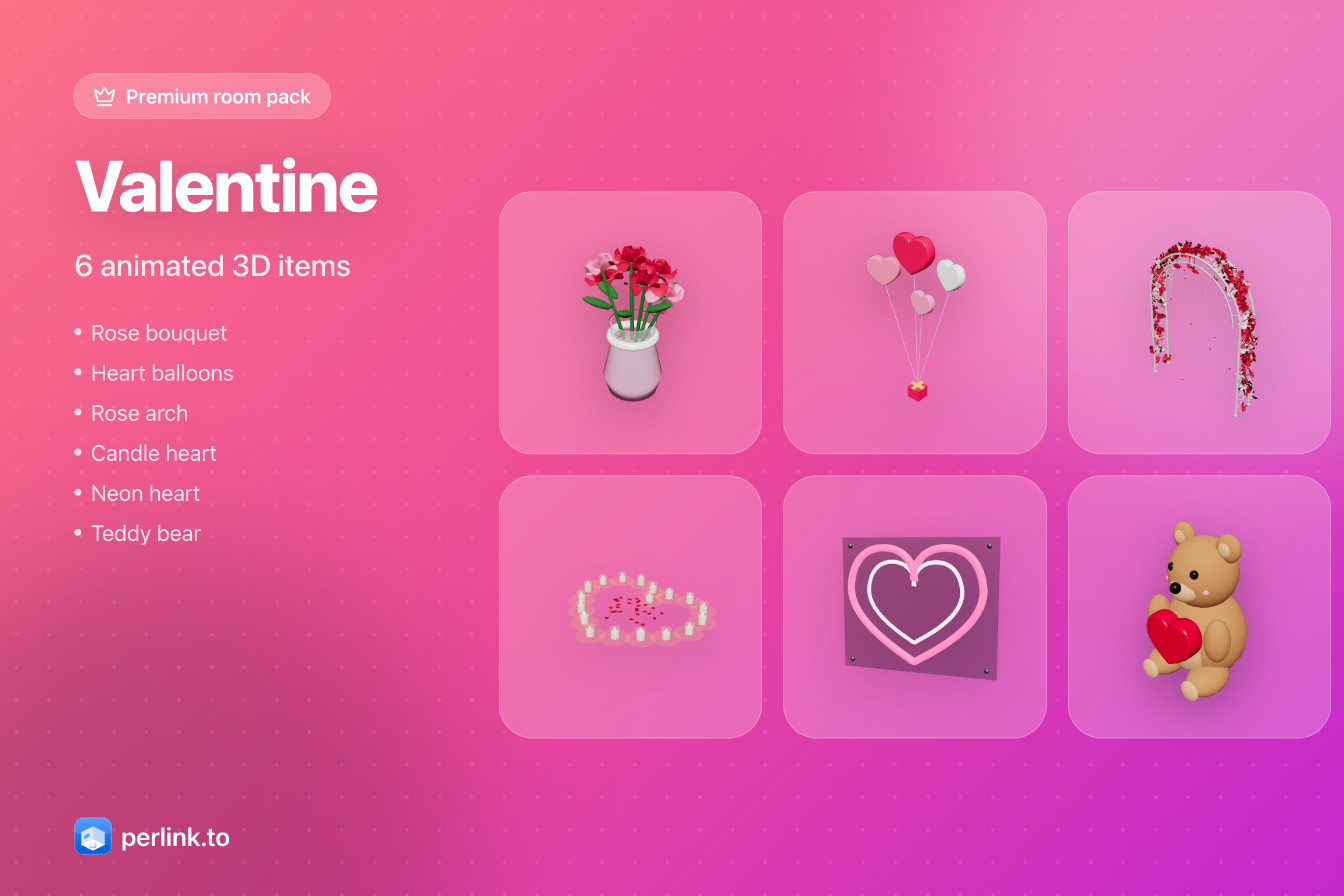 Premium room pack
Valentine
6 animated 3D items
• Rose bouquet
• Heart balloons
• Rose arch
• Candle heart
• Neon heart
• Teddy bear
perlink.to